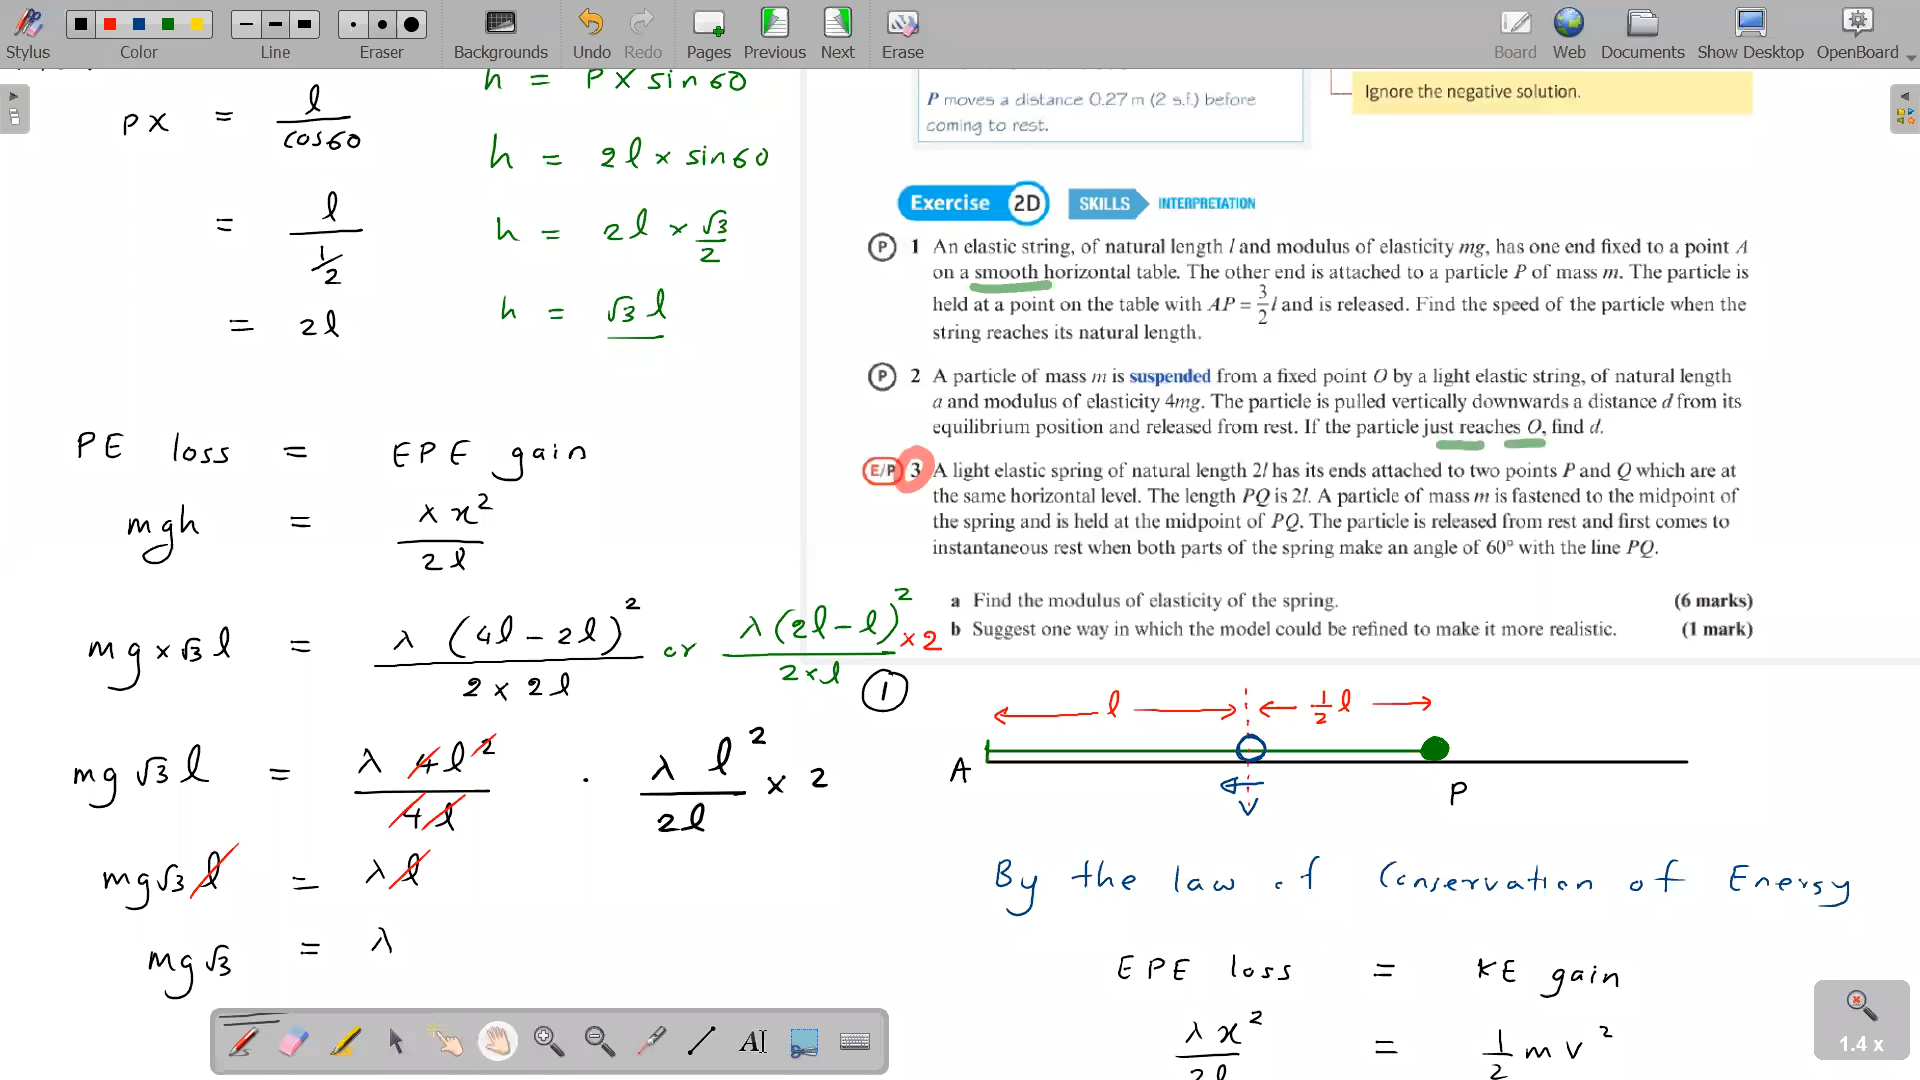 Stylus Color Line Eraser Backgrounds Undo Redo Pages Previous Next Erase Board Web Documents Show Desktop OpenBoard
PX = l / cos60
= l / 1/2
= 2l
h = PX sin60
h = 2l × sin60
h = 2l × √3/2
h = √3 l
PE loss = EPE gain
mgh = λx² / 2l
mg × √3 l = λ (4l - 2l)² / 2 × 2l or λ(2l - l)² / 2×l × 2
mg √3 l = λ 4l² / 4l . λ l² / 2l × 2
mg√3 l = λ l
mg√3 = λ
P moves a distance 0.27 m (2 s.f.) before
coming to rest.
Ignore the negative solution.
Exercise 2D SKILLS INTERPRETATION
P 1 An elastic string, of natural length l and modulus of elasticity mg, has one end fixed to a point A
on a smooth horizontal table. The other end is attached to a particle P of mass m. The particle is
held at a point on the table with AP = 3/2 l and is released. Find the speed of the particle when the
string reaches its natural length.
P 2 A particle of mass m is suspended from a fixed point O by a light elastic string, of natural length
a and modulus of elasticity 4mg. The particle is pulled vertically downwards a distance d from its
equilibrium position and released from rest. If the particle just reaches O, find d.
E/P 3 A light elastic spring of natural length 2l has its ends attached to two points P and Q which are at
the same horizontal level. The length PQ is 2l. A particle of mass m is fastened to the midpoint of
the spring and is held at the midpoint of PQ. The particle is released from rest and first comes to
instantaneous rest when both parts of the spring make an angle of 60° with the line PQ.
a Find the modulus of elasticity of the spring. (6 marks)
b Suggest one way in which the model could be refined to make it more realistic. (1 mark)
1
l 1/2 l
A
V
P
By the law of Conservation of Energy
EPE loss = KE gain
λx² / 2l = 1/2 m v²
AI
1.4 x